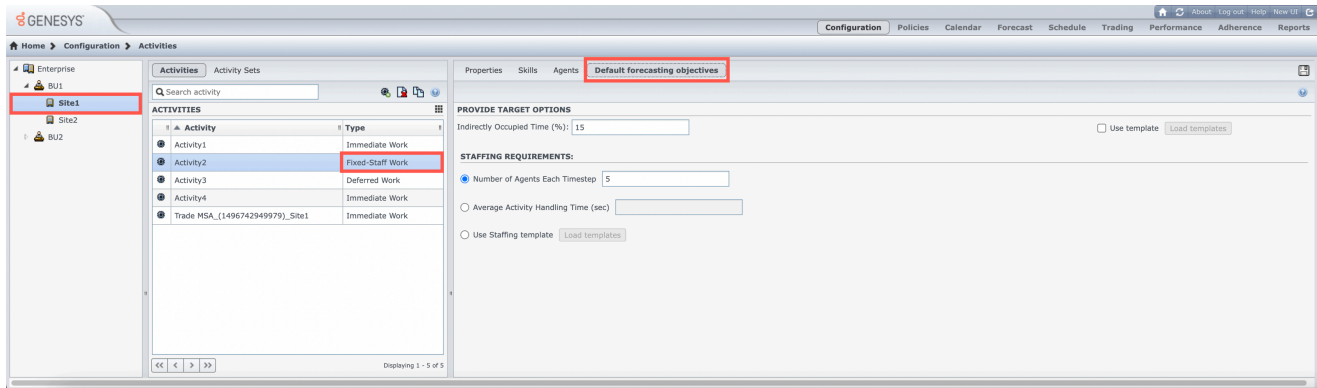 GENESYS
About Log out Help New UI
Configuration Policies Calendar Forecast Schedule Trading Performance Adherence Reports
Home Configuration Activities
Enterprise
BU1
Site1
Site2
BU2
Activities Activity Sets
Search activity
ACTIVITIES
Activity Type
Activity1 Immediate Work
Activity2 Fixed-Staff Work
Activity3 Deferred Work
Activity4 Immediate Work
Trade MSA_(1496742949979)_Site1 Immediate Work
Displaying 1 - 5 of 5
Properties Skills Agents Default forecasting objectives
PROVIDE TARGET OPTIONS
Indirectly Occupied Time (%): 15 Use template Load templates
STAFFING REQUIREMENTS:
Number of Agents Each Timestep 5
Average Activity Handling Time (sec)
Use Staffing template Load templates